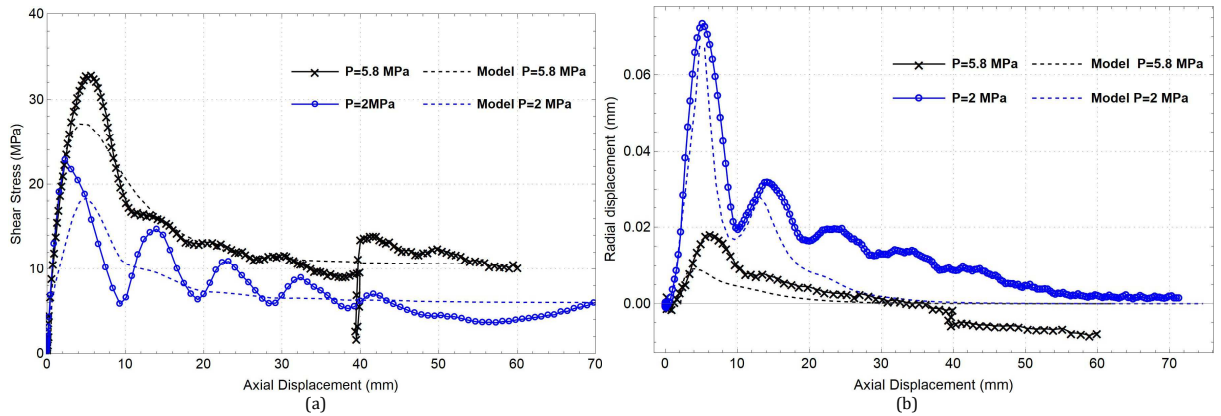 40
30
20
10
0
Shear Stress (MPa)
P=5.8 MPa
Model P=5.8 MPa
P=2MPa
Model P=2 MPa
0 10 20 30 40 50 60 70
Axial Displacement (mm)
(a)
0.06
0.04
0.02
0.00
Radial displacement (mm)
P=5.8 MPa
Model P=5.8 MPa
P=2 MPa
Model P=2 MPa
0 10 20 30 40 50 60 70
Axial Displacement (mm)
(b)